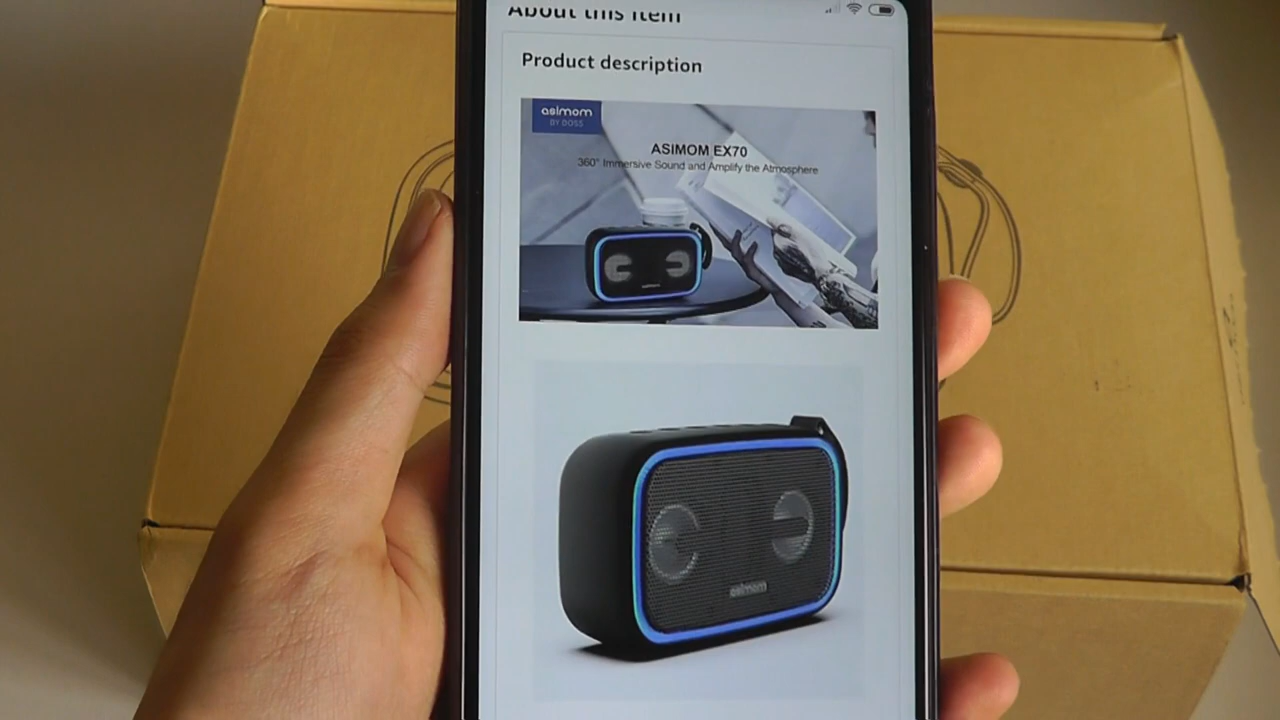 About this item
Product description
asimom
BY DOSS
ASIMOM EX70
360° Immersive Sound and Amplify the Atmosphere
asimom
asimom